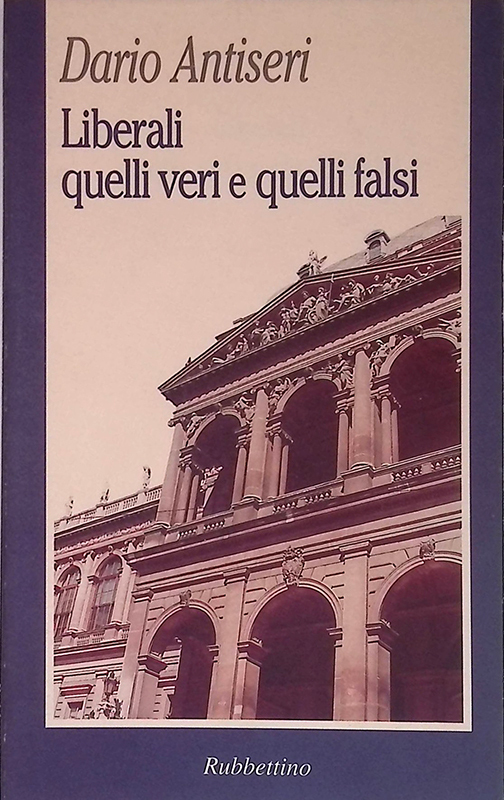 Dario Antiseri
Liberali
quelli veri e quelli falsi
Rubbettino